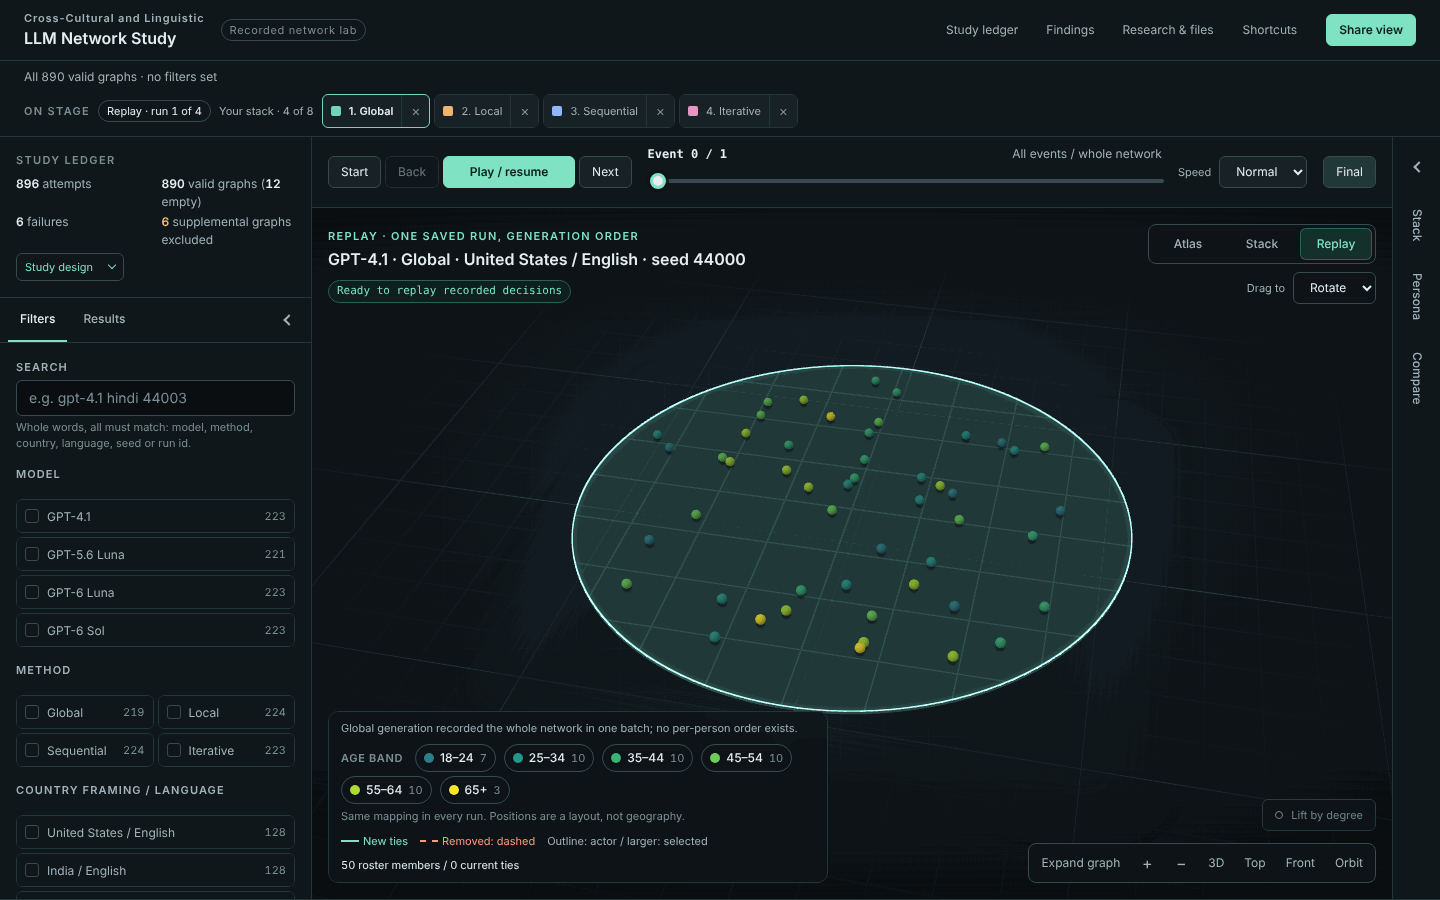 Cross-Cultural and Linguistic
LLM Network Study
Recorded network lab
Study ledger
Findings
Research & files
Shortcuts
Share view
All 890 valid graphs · no filters set
ON STAGE
Replay · run 1 of 4
Your stack · 4 of 8
1. Global ×
2. Local ×
3. Sequential ×
4. Iterative ×
STUDY LEDGER
896 attempts
890 valid graphs (12 empty)
6 failures
6 supplemental graphs excluded
Study design
Filters
Results
SEARCH
e.g. gpt-4.1 hindi 44003
Whole words, all must match: model, method,
country, language, seed or run id.
MODEL
GPT-4.1 223
GPT-5.6 Luna 221
GPT-6 Luna 223
GPT-6 Sol 223
METHOD
Global 219
Local 224
Sequential 224
Iterative 223
COUNTRY FRAMING / LANGUAGE
United States / English 128
India / English 128
Start
Back
Play / resume
Next
Event 0 / 1
All events / whole network
Speed
Normal
Final
REPLAY · ONE SAVED RUN, GENERATION ORDER
GPT-4.1 · Global · United States / English · seed 44000
Ready to replay recorded decisions
Atlas
Stack
Replay
Drag to
Rotate
Global generation recorded the whole network in one batch; no per-person order exists.
AGE BAND
18–24 7
25–34 10
35–44 10
45–54 10
55–64 10
65+ 3
Same mapping in every run. Positions are a layout, not geography.
New ties
Removed: dashed
Outline: actor / larger: selected
50 roster members / 0 current ties
Lift by degree
Expand graph
+
−
3D
Top
Front
Orbit
Stack
Persona
Compare